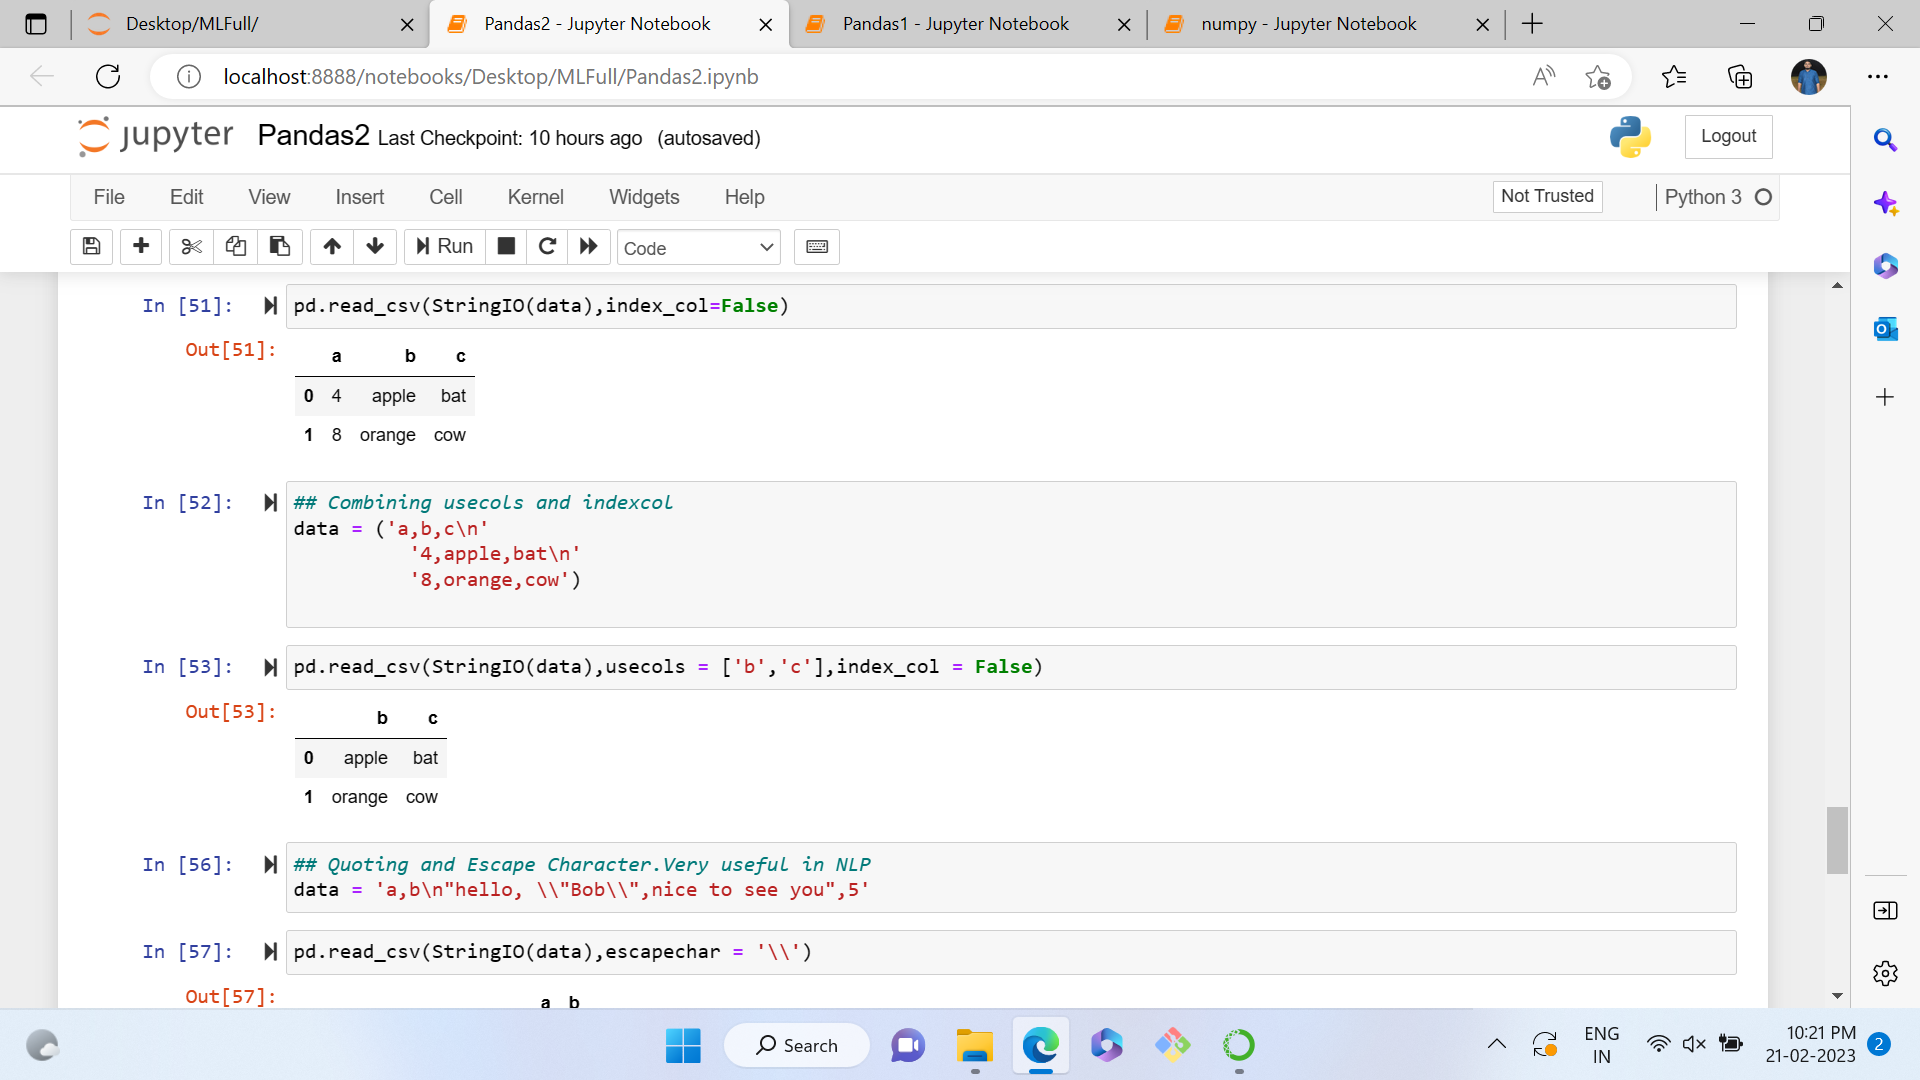 Desktop/MLFull/
Pandas2 - Jupyter Notebook
Pandas1 - Jupyter Notebook
numpy - Jupyter Notebook
localhost:8888/notebooks/Desktop/MLFull/Pandas2.ipynb
jupyter Pandas2 Last Checkpoint: 10 hours ago (autosaved)
Logout
File Edit View Insert Cell Kernel Widgets Help
Not Trusted
Python 3
Run
Code
In [51]: pd.read_csv(StringIO(data),index_col=False)
Out[51]:
a b c
0 4 apple bat
1 8 orange cow
In [52]: ## Combining usecols and indexcol
data = ('a,b,c\n'
'4,apple,bat\n'
'8,orange,cow')
In [53]: pd.read_csv(StringIO(data),usecols = ['b','c'],index_col = False)
Out[53]:
b c
0 apple bat
1 orange cow
In [56]: ## Quoting and Escape Character.Very useful in NLP
data = 'a,b\n"hello, \\"Bob\\",nice to see you",5'
In [57]: pd.read_csv(StringIO(data),escapechar = '\\')
Out[57]:
a b
Search
ENG
IN
10:21 PM
21-02-2023
2